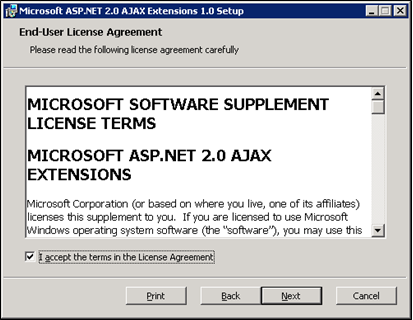 Microsoft ASP.NET 2.0 AJAX Extensions 1.0 Setup
End-User License Agreement
Please read the following license agreement carefully
MICROSOFT SOFTWARE SUPPLEMENT
LICENSE TERMS
MICROSOFT ASP.NET 2.0 AJAX
EXTENSIONS
Microsoft Corporation (or based on where you live, one of its affiliates)
licenses this supplement to you.  If you are licensed to use Microsoft
Windows operating system software (the “software”), you may use this
I accept the terms in the License Agreement
Print
Back
Next
Cancel